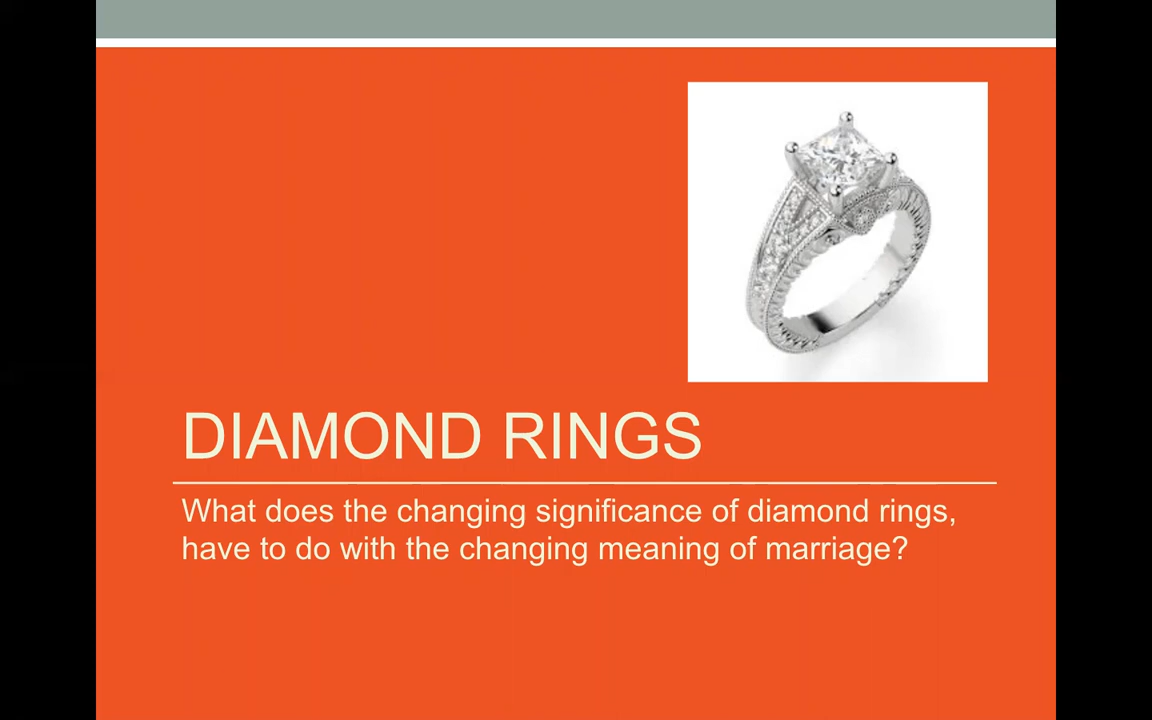 DIAMOND RINGS
What does the changing significance of diamond rings,
have to do with the changing meaning of marriage?